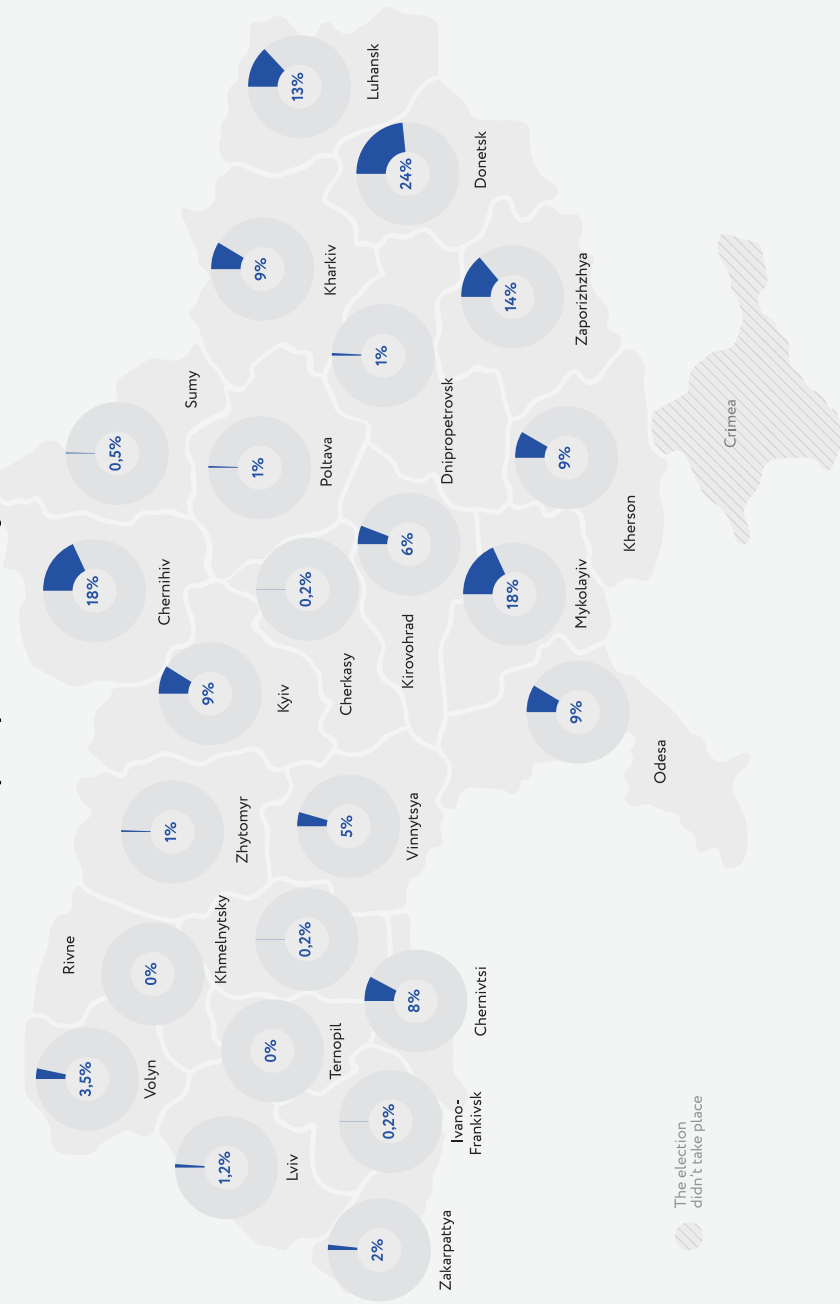 Volyn
3,5%
Rivne
0%
Zhytomyr
1%
Kyiv
9%
Chernihiv
18%
Sumy
0,5%
Lviv
1,2%
Ternopil
0%
Khmelnytsky
0,2%
Vinnytsya
5%
Cherkasy
0,2%
Poltava
1%
Kharkiv
9%
Luhansk
13%
Zakarpattya
2%
Ivano-
Frankivsk
0,2%
Chernivtsi
8%
Kirovohrad
6%
Dnipropetrovsk
1%
Donetsk
24%
Odesa
9%
Mykolayiv
18%
Kherson
9%
Zaporizhzhya
14%
Crimea
The election
didn't take place